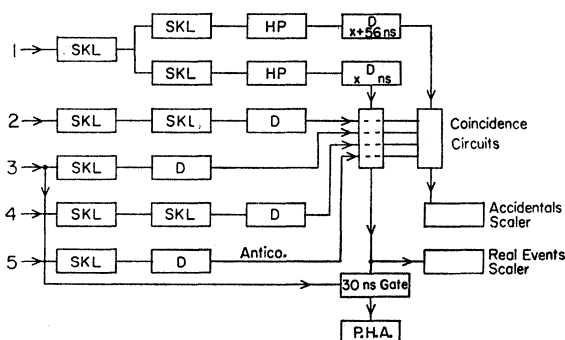 SKL HP D
x+56 ns
1 SKL
SKL HP D
x ns
2 SKL SKL, D
Coincidence
Circuits
3 SKL D
4 SKL SKL D
Accidentals
Scaler
5 SKL D Antico.
Real Events
Scaler
30 ns Gate
P.H.A.